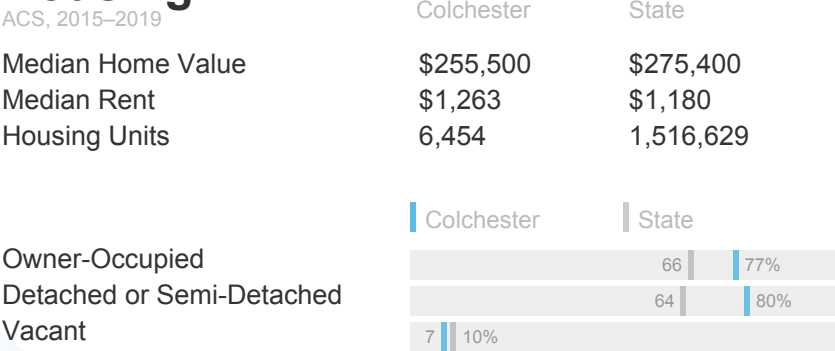 ACS, 2015–2019 Colchester State
Median Home Value $255,500 $275,400
Median Rent $1,263 $1,180
Housing Units 6,454 1,516,629
Colchester State
Owner-Occupied 66 77%
Detached or Semi-Detached 64 80%
Vacant 7 10%